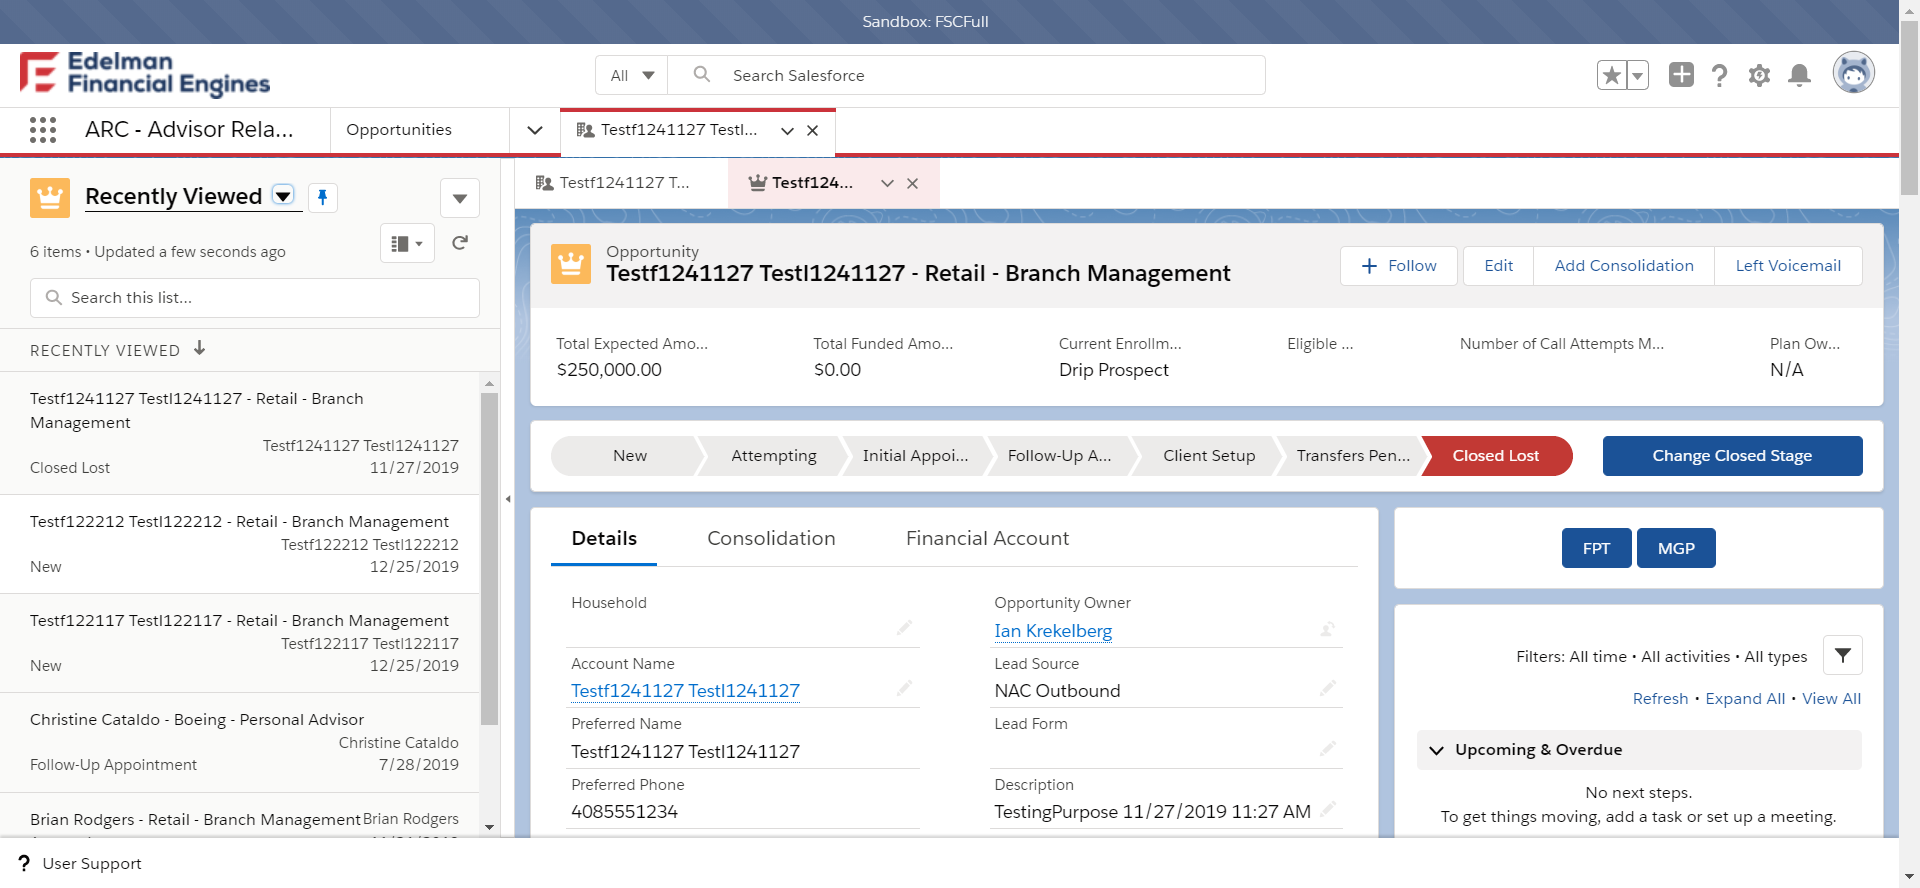 Sandbox: FSCFull
Edelman
Financial Engines
All
Search Salesforce
ARC - Advisor Rela...
Opportunities
Testf1241127 Testl...
Recently Viewed
6 items • Updated a few seconds ago
Search this list...
RECENTLY VIEWED
Testf1241127 Testl1241127 - Retail - Branch
Management
Testf1241127 Testl1241127
Closed Lost
11/27/2019
Testf122212 Testl122212 - Retail - Branch Management
Testf122212 Testl122212
New
12/25/2019
Testf122117 Testl122117 - Retail - Branch Management
Testf122117 Testl122117
New
12/25/2019
Christine Cataldo - Boeing - Personal Advisor
Christine Cataldo
Follow-Up Appointment
7/28/2019
Brian Rodgers - Retail - Branch Management
Brian Rodgers
Testf1241127 T...
Testf124...
Opportunity
Testf1241127 Testl1241127 - Retail - Branch Management
+ Follow
Edit
Add Consolidation
Left Voicemail
Total Expected Amo...
$250,000.00
Total Funded Amo...
$0.00
Current Enrollm...
Drip Prospect
Eligible ...
Number of Call Attempts M...
Plan Ow...
N/A
New
Attempting
Initial Appoi...
Follow-Up A...
Client Setup
Transfers Pen...
Closed Lost
Change Closed Stage
Details
Consolidation
Financial Account
Household
Account Name
Testf1241127 Testl1241127
Preferred Name
Testf1241127 Testl1241127
Preferred Phone
4085551234
Opportunity Owner
Ian Krekelberg
Lead Source
NAC Outbound
Lead Form
Description
TestingPurpose 11/27/2019 11:27 AM
FPT
MGP
Filters: All time • All activities • All types
Refresh • Expand All • View All
Upcoming & Overdue
No next steps.
To get things moving, add a task or set up a meeting.
? User Support